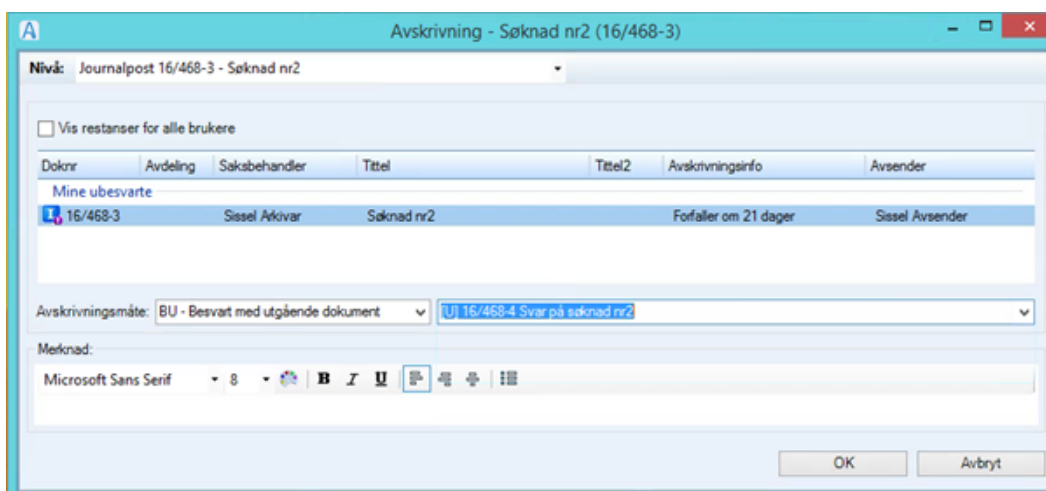 Avskrivning - Søknad nr2 (16/468-3)
Nivå: Journalpost 16/468-3 - Søknad nr2
Vis restanser for alle brukere
Doknr Avdeling Saksbehandler Tittel Tittel2 Avskrivningsinfo Avsender
Mine ubesvarte
16/468-3 Sissel Arkivar Søknad nr2 Forfaller om 21 dager Sissel Avsender
Avskrivningsmåte: BU - Besvart med utgående dokument [U] 16/468-4 Svar på søknad nr2
Merknad:
Microsoft Sans Serif 8 B I U
OK Avbryt